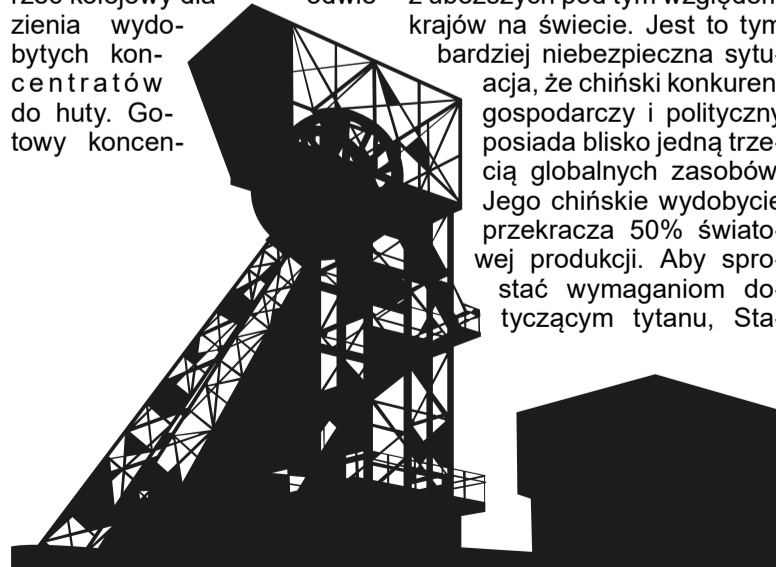 kolejowy dla
zienia wydo-
bytych kon-
centratów
do huty. Go-
towy koncen-
z uboższych pod tym względem
krajów na świecie. Jest to tym
bardziej niebezpieczna sytu-
acja, że chiński konkuren
gospodarczy i polityczny
posiada blisko jedną trze-
cią globalnych zasobów
Jego chińskie wydobycie
przekracza 50% świato-
wej produkcji. Aby spro-
stać wymaganiom do-
tyczącym tytanu, Sta-